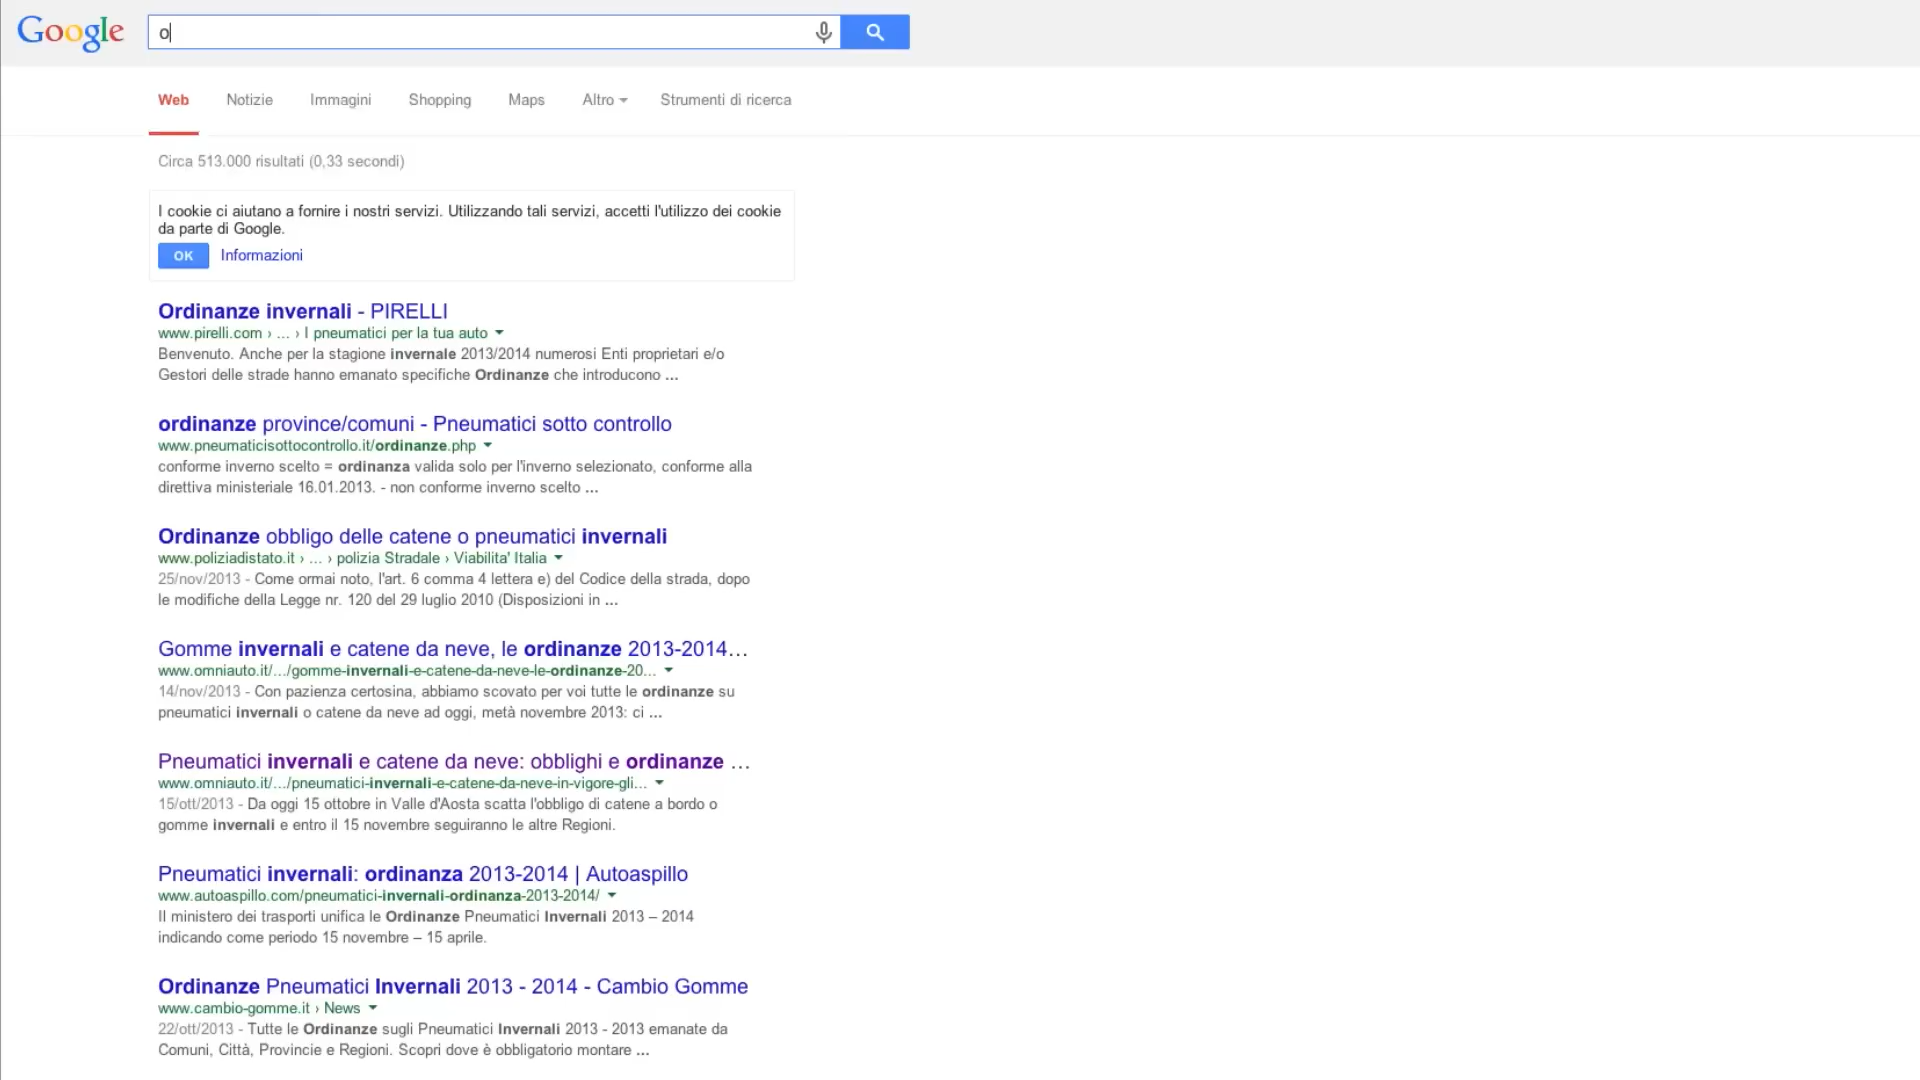 Google
o
Web Notizie Immagini Shopping Maps Altro Strumenti di ricerca
Circa 513.000 risultati (0,33 secondi)
I cookie ci aiutano a fornire i nostri servizi. Utilizzando tali servizi, accetti l'utilizzo dei cookie
da parte di Google.
OK Informazioni
Ordinanze invernali - PIRELLI
www.pirelli.com › ... › I pneumatici per la tua auto
Benvenuto. Anche per la stagione invernale 2013/2014 numerosi Enti proprietari e/o
Gestori delle strade hanno emanato specifiche Ordinanze che introducono ...
ordinanze province/comuni - Pneumatici sotto controllo
www.pneumaticisottocontrollo.it/ordinanze.php
conforme inverno scelto = ordinanza valida solo per l'inverno selezionato, conforme alla
direttiva ministeriale 16.01.2013. - non conforme inverno scelto ...
Ordinanze obbligo delle catene o pneumatici invernali
www.poliziadistato.it › ... › polizia Stradale › Viabilita' Italia
25/nov/2013 - Come ormai noto, l'art. 6 comma 4 lettera e) del Codice della strada, dopo
le modifiche della Legge nr. 120 del 29 luglio 2010 (Disposizioni in ...
Gomme invernali e catene da neve, le ordinanze 2013-2014...
www.omniauto.it/.../gomme-invernali-e-catene-da-neve-le-ordinanze-20...
14/nov/2013 - Con pazienza certosina, abbiamo scovato per voi tutte le ordinanze su
pneumatici invernali o catene da neve ad oggi, metà novembre 2013: ci ...
Pneumatici invernali e catene da neve: obblighi e ordinanze ...
www.omniauto.it/.../pneumatici-invernali-e-catene-da-neve-in-vigore-gli...
15/ott/2013 - Da oggi 15 ottobre in Valle d'Aosta scatta l'obbligo di catene a bordo o
gomme invernali e entro il 15 novembre seguiranno le altre Regioni.
Pneumatici invernali: ordinanza 2013-2014 | Autoaspillo
www.autoaspillo.com/pneumatici-invernali-ordinanza-2013-2014/
Il ministero dei trasporti unifica le Ordinanze Pneumatici Invernali 2013 – 2014
indicando come periodo 15 novembre – 15 aprile.
Ordinanze Pneumatici Invernali 2013 - 2014 - Cambio Gomme
www.cambio-gomme.it › News
22/ott/2013 - Tutte le Ordinanze sugli Pneumatici Invernali 2013 - 2013 emanate da
Comuni, Città, Provincie e Regioni. Scopri dove è obbligatorio montare ...